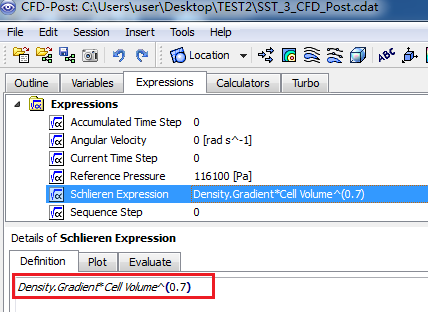 CFD-Post: C:\Users\user\Desktop\TEST2\SST_3_CFD_Post.cdat
File Edit Session Insert Tools Help
Location ABC
Outline Variables Expressions Calculators Turbo
Expressions
Accumulated Time Step 0
Angular Velocity 0 [rad s^-1]
Current Time Step 0
Reference Pressure 116100 [Pa]
Schlieren Expression Density.Gradient*Cell Volume^(0.7)
Sequence Step 0
Details of Schlieren Expression
Definition Plot Evaluate
Density.Gradient*Cell Volume^(0.7)